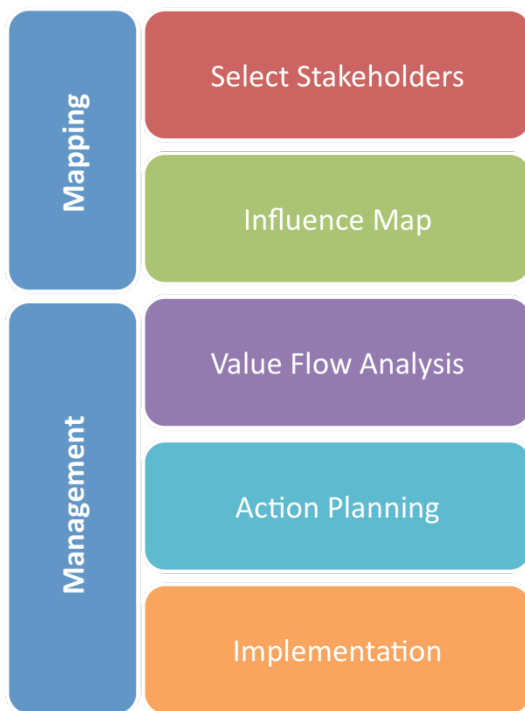 Mapping
Select Stakeholders
Influence Map
Management
Value Flow Analysis
Action Planning
Implementation